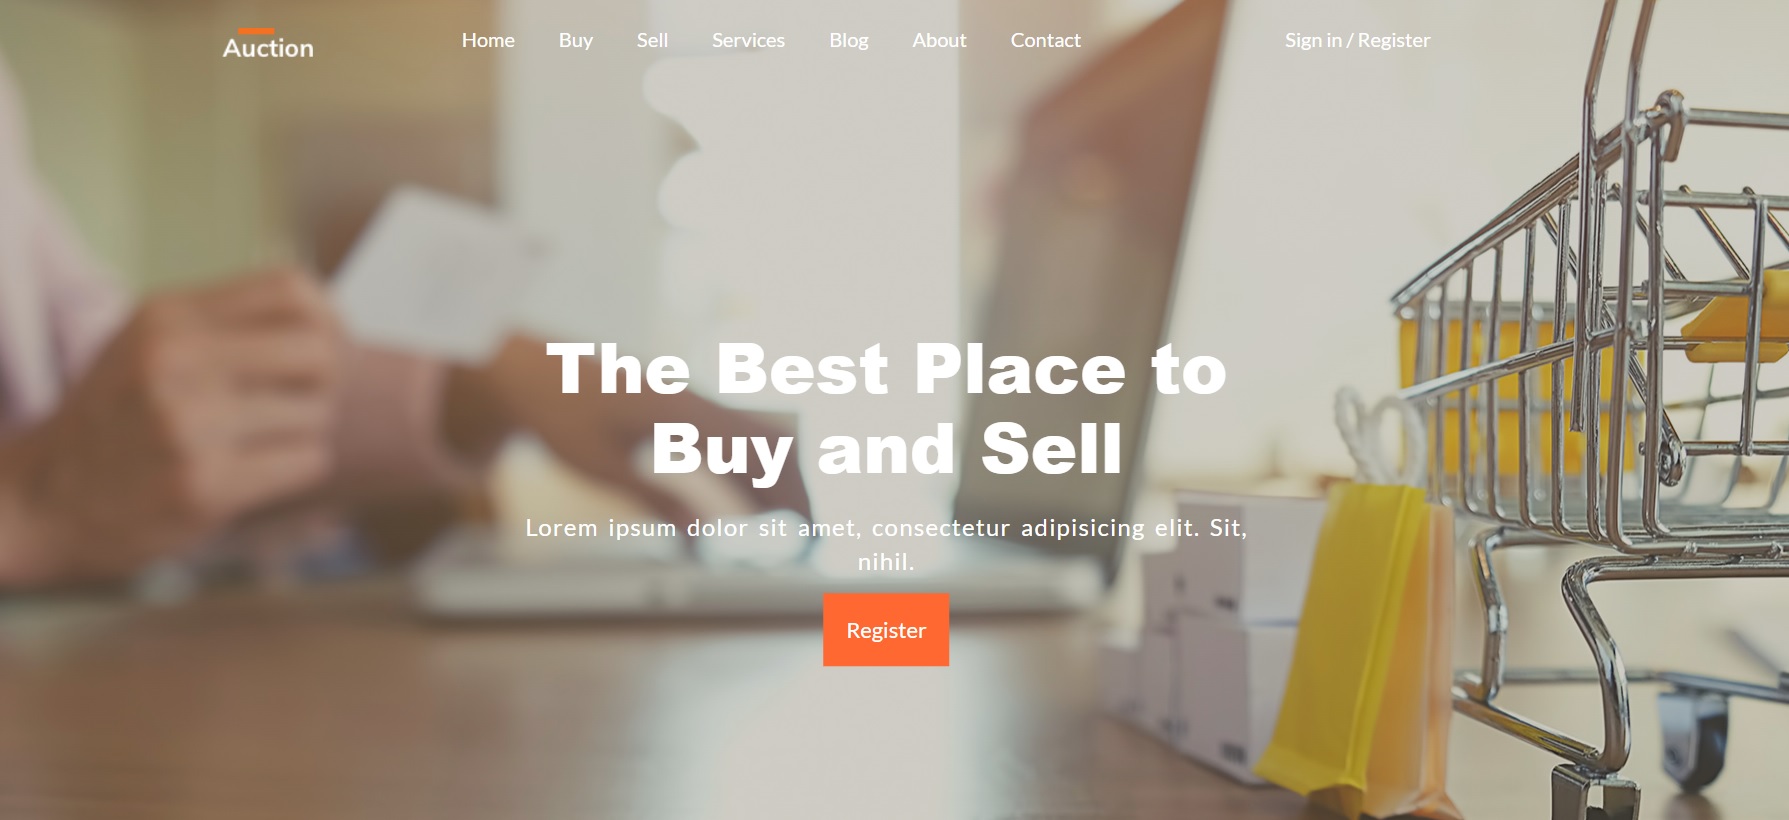 Auction
Home Buy Sell Services Blog About Contact Sign in / Register
The Best Place to
Buy and Sell
Lorem ipsum dolor sit amet, consectetur adipisicing elit. Sit,
nihil.
Register